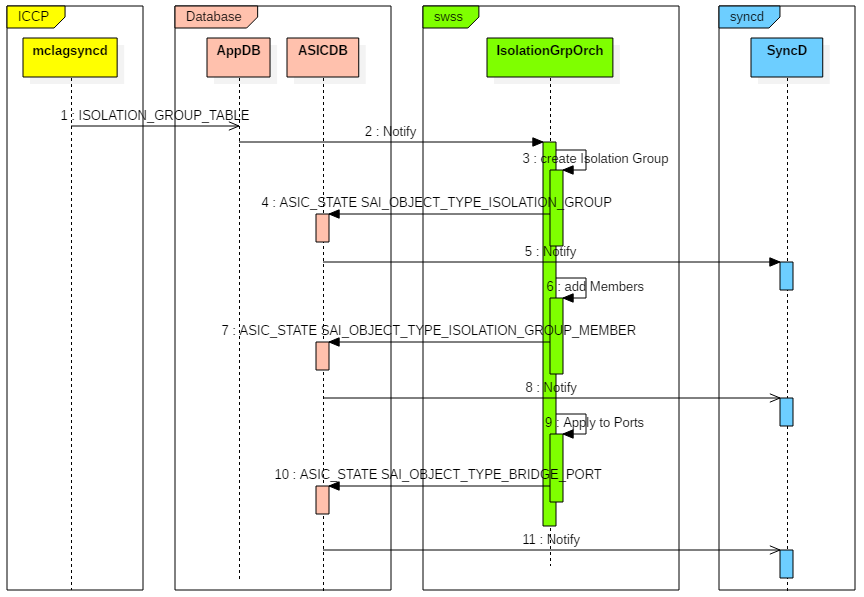 ICCP
Database
swss
syncd
mclagsyncd
AppDB
ASICDB
IsolationGrpOrch
SyncD
1 : ISOLATION_GROUP_TABLE
2 : Notify
3 : create Isolation Group
4 : ASIC_STATE SAI_OBJECT_TYPE_ISOLATION_GROUP
5 : Notify
6 : add Members
7 : ASIC_STATE SAI_OBJECT_TYPE_ISOLATION_GROUP_MEMBER
8 : Notify
9 : Apply to Ports
10 : ASIC_STATE SAI_OBJECT_TYPE_BRIDGE_PORT
11 : Notify